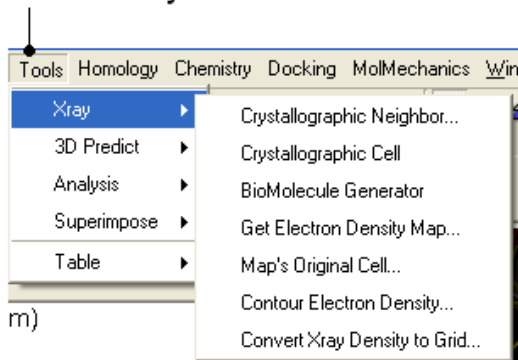 Tools Homology Chemistry Docking MolMechanics Win
Xray
3D Predict
Analysis
Superimpose
Table
Crystallographic Neighbor...
Crystallographic Cell
BioMolecule Generator
Get Electron Density Map...
Map's Original Cell...
Contour Electron Density...
Convert Xray Density to Grid...
m)